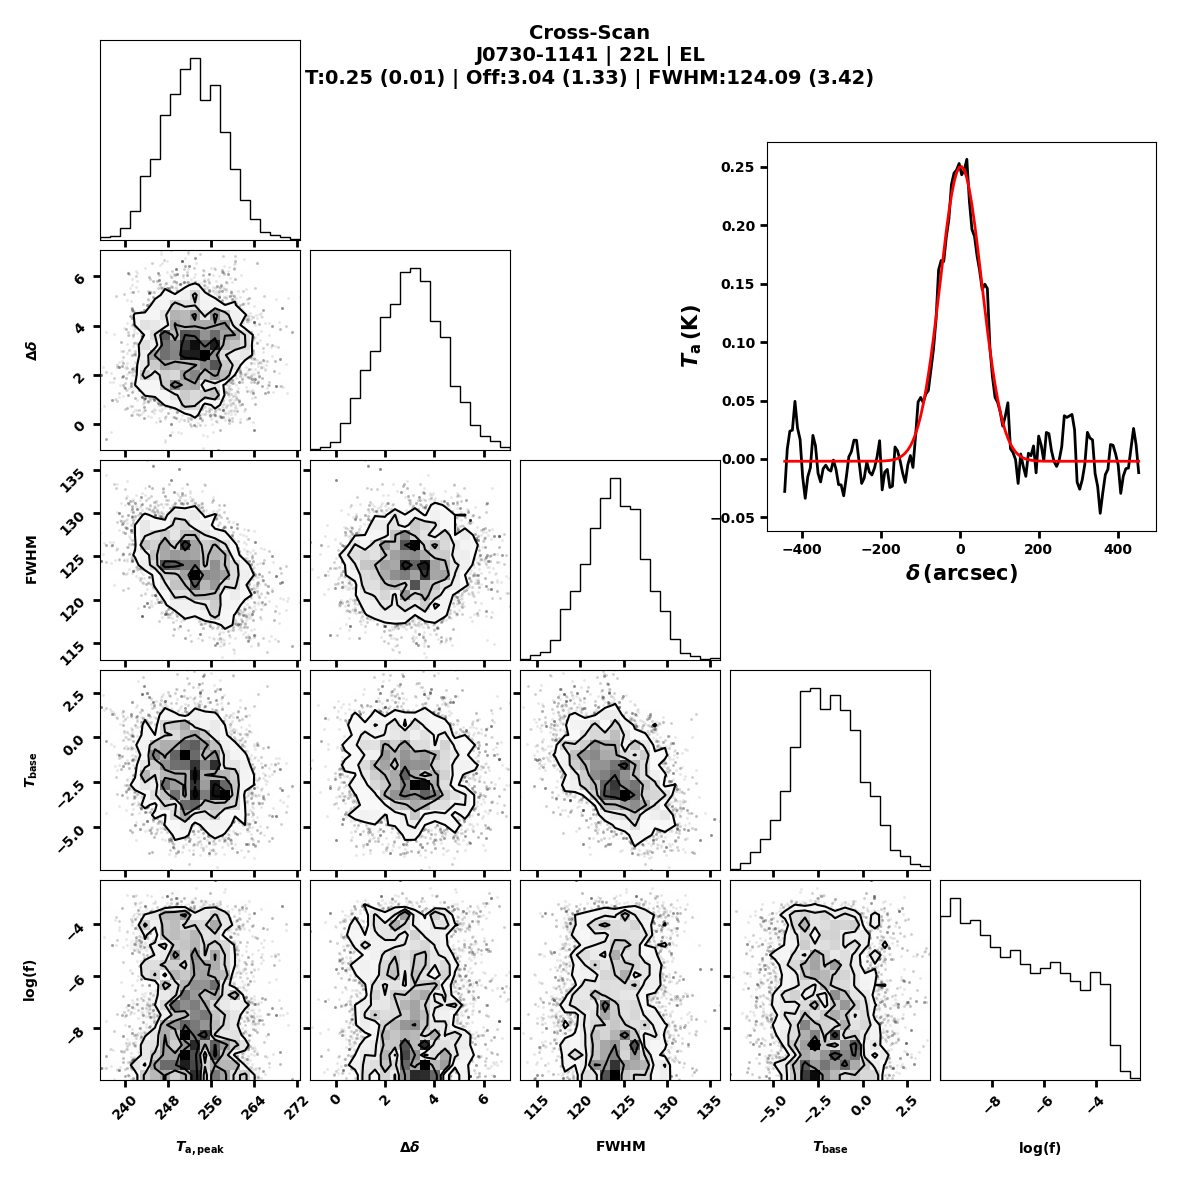 Cross-Scan
J0730-1141 | 22L | EL
T:0.25 (0.01) | Off:3.04 (1.33) | FWHM:124.09 (3.42)
0.25
0.20
0.15
0.10
0.05
0.00
−0.05
Ta (K)
−400 −200 0 200 400
δ (arcsec)
6
4
2
0
Δδ
135
130
125
120
115
FWHM
2.5
0.0
−2.5
−5.0
Tbase
−4
−6
−8
log(f)
240 248 256 264 272
0 2 4 6
115 120 125 130 135
−5.0 −2.5 0.0 2.5
−8 −6 −4
Ta,peak
Δδ
FWHM
Tbase
log(f)